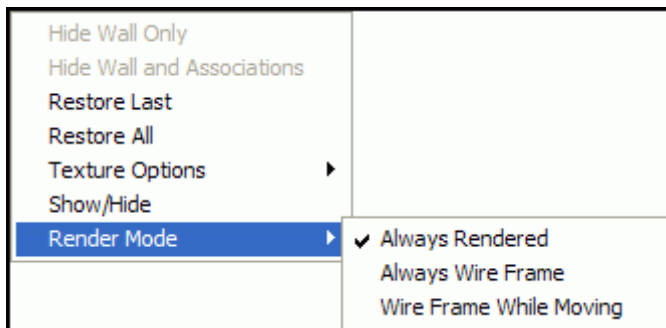 Hide Wall Only
Hide Wall and Associations
Restore Last
Restore All
Texture Options
Show/Hide
Render Mode
Always Rendered
Always Wire Frame
Wire Frame While Moving